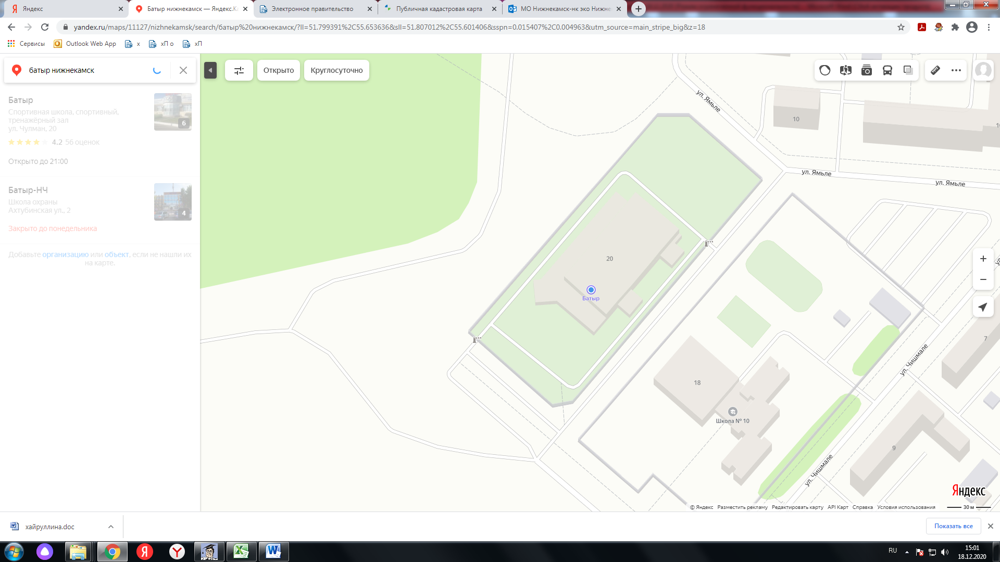 Яндекс
Батыр нижнекамск — Яндекс.Ка
Электронное правительство
Публичная кадастровая карта
МО Нижнекамск-нк эко Нижне
yandex.ru/maps/11127/nizhnekamsk/search/батыр%20нижнекамск/?ll=51.799391%2C55.653636&sll=51.807012%2C55.601406&sspn=0.015407%2C0.004963&utm_source=main_stripe_big&z=18
Сервисы
Outlook Web App
х
хП о
хП
батыр нижнекамск
Открыто
Круглосуточно
Батыр
Спортивная школа, спортивный,
тренажёрный зал
ул. Чулман, 20
6
4.2 56 оценок
Открыто до 21:00
Батыр-НЧ
Школа охраны
Ахтубинская ул., 2
4
Закрыто до понедельника
Добавьте организацию или объект, если не нашли их
на карте.
ул. Ямьле
10
ул. Ямьле
ул. Ямьле
20
Батыр
18
Школа № 10
7
ул. Чишмале
9
ул. Чишмале
Яндекс
© Яндекс
Разместить рекламу
Редактировать карту
API Карт
Справка
Условия использования
30 м
хайруллина.doc
Показать все
RU
15:01
18.12.2020